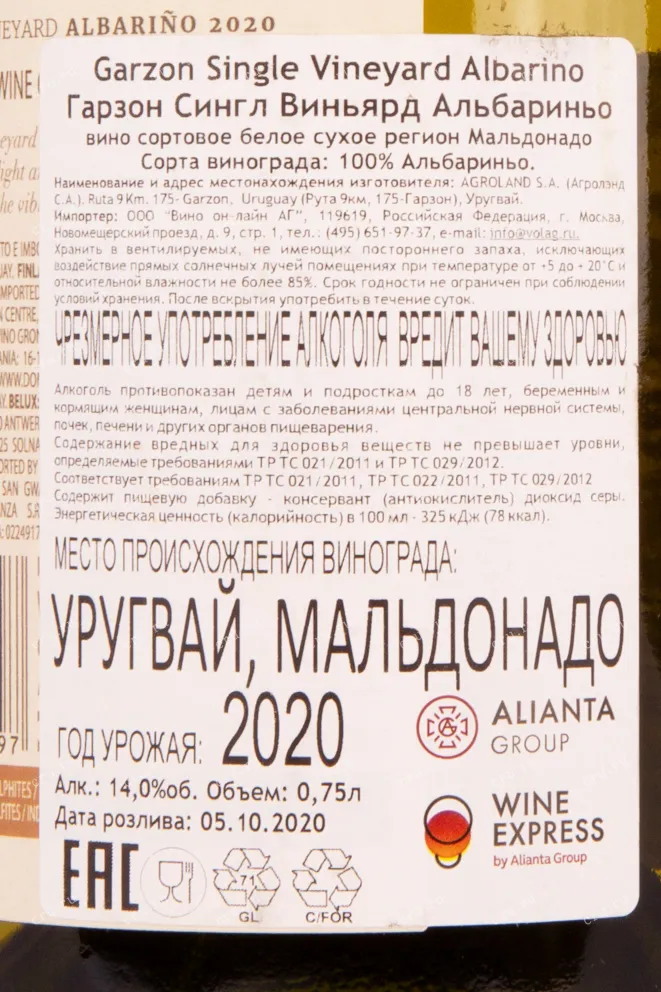 EYARD ALBARIÑO 2020
WINE
Garzon Single Vineyard Albarino
Гарзон Сингл Виньярд Альбариньо
вино сортовое белое сухое регион Мальдонадо
Сорта винограда: 100% Альбариньо.
Наименование и адрес местонахождения изготовителя: AGROLAND S.A. (Агролэнд
С.А.). Ruta 9 Km. 175- Garzon, Uruguay (Рута 9км, 175-Гарзон), Уругвай.
Импортер: ООО "Вино он-лайн АГ", 119619, Российская Федерация, г. Москва,
Новомещерский проезд, д. 9, стр. 1, тел.: (495) 651-97-37, e-mail: info@volag.ru.
Хранить в вентилируемых, не имеющих постороннего запаха, исключающих
воздействие прямых солнечных лучей помещениях при температуре от +5 до + 20°С и
относительной влажности не более 85%. Срок годности не ограничен при соблюдении
условий хранения. После вскрытия употребить в течение суток.
ЧРЕЗМЕРНОЕ УПОТРЕБЛЕНИЕ АЛКОГОЛЯ ВРЕДИТ ВАШЕМУ ЗДОРОВЬЮ
Алкоголь противопоказан детям и подросткам до 18 лет, беременным и
кормящим женщинам, лицам с заболеваниями центральной нервной системы,
почек, печени и других органов пищеварения.
Содержание вредных для здоровья веществ не превышает уровни,
определяемые требованиями ТР ТС 021/2011 и ТР ТС 029/2012.
Соответствует требованиям ТР ТС 021/2011, ТР ТС 022/2011, ТР ТС 029/2012
Содержит пищевую добавку - консервант (антиокислитель) диоксид серы.
Энергетическая ценность (калорийность) в 100 мл - 325 кДж (78 ккал).
МЕСТО ПРОИСХОЖДЕНИЯ ВИНОГРАДА:
УРУГВАЙ, МАЛЬДОНАДО
ГОД УРОЖАЯ: 2020
ALIANTA
GROUP
Алк.: 14,0%об. Объем: 0,75л
Дата розлива: 05.10.2020
WINE
EXPRESS
by Alianta Group
EAC
71
GL
C/FOR